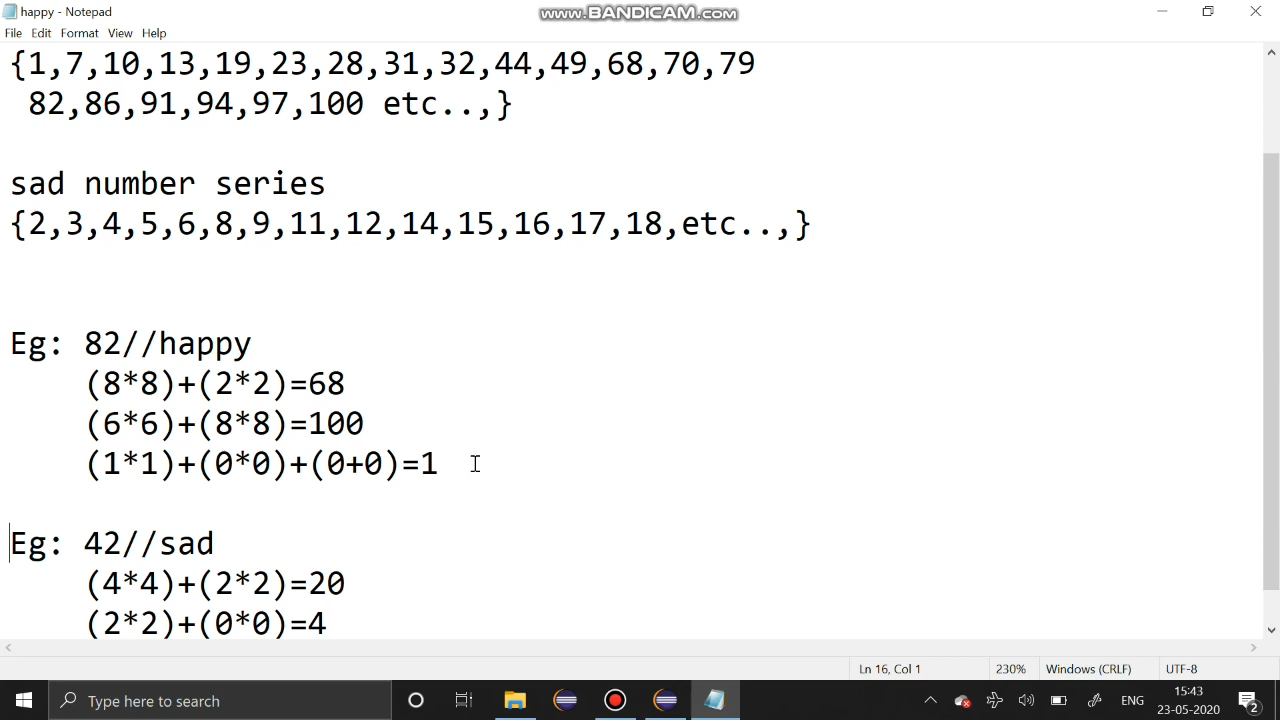 happy - Notepad
www.BANDICAM.com
File Edit Format View Help
{1,7,10,13,19,23,28,31,32,44,49,68,70,79
82,86,91,94,97,100 etc..,}
sad number series
{2,3,4,5,6,8,9,11,12,14,15,16,17,18,etc..,}
Eg: 82//happy
(8*8)+(2*2)=68
(6*6)+(8*8)=100
(1*1)+(0*0)+(0+0)=1
Eg: 42//sad
(4*4)+(2*2)=20
(2*2)+(0*0)=4
Ln 16, Col 1
230%
Windows (CRLF)
UTF-8
Type here to search
ENG
15:43
23-05-2020
2